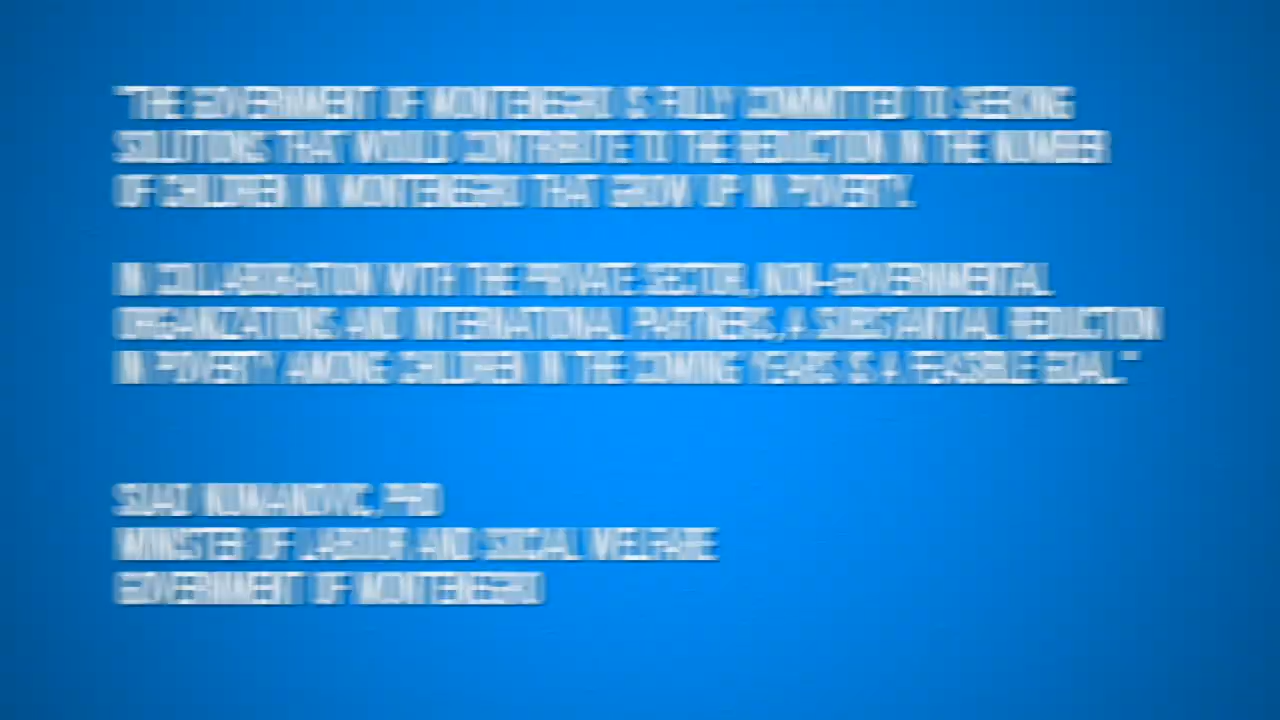 "THE GOVERNMENT OF MONTENEGRO IS FULLY COMMITTED TO SEEKING
SOLUTIONS THAT WOULD CONTRIBUTE TO THE REDUCTION IN THE NUMBER
OF CHILDREN IN MONTENEGRO THAT GROW UP IN POVERTY.
IN COLLABORATION WITH THE PRIVATE SECTOR, NON-GOVERNMENTAL
ORGANIZATIONS AND INTERNATIONAL PARTNERS, A SUBSTANTIAL REDUCTION
IN POVERTY AMONG CHILDREN IN THE COMING YEARS IS A FEASIBLE GOAL."
SUAD NUMANOVIC, PHD
MINISTER OF LABOUR AND SOCIAL WELFARE
GOVERNMENT OF MONTENEGRO